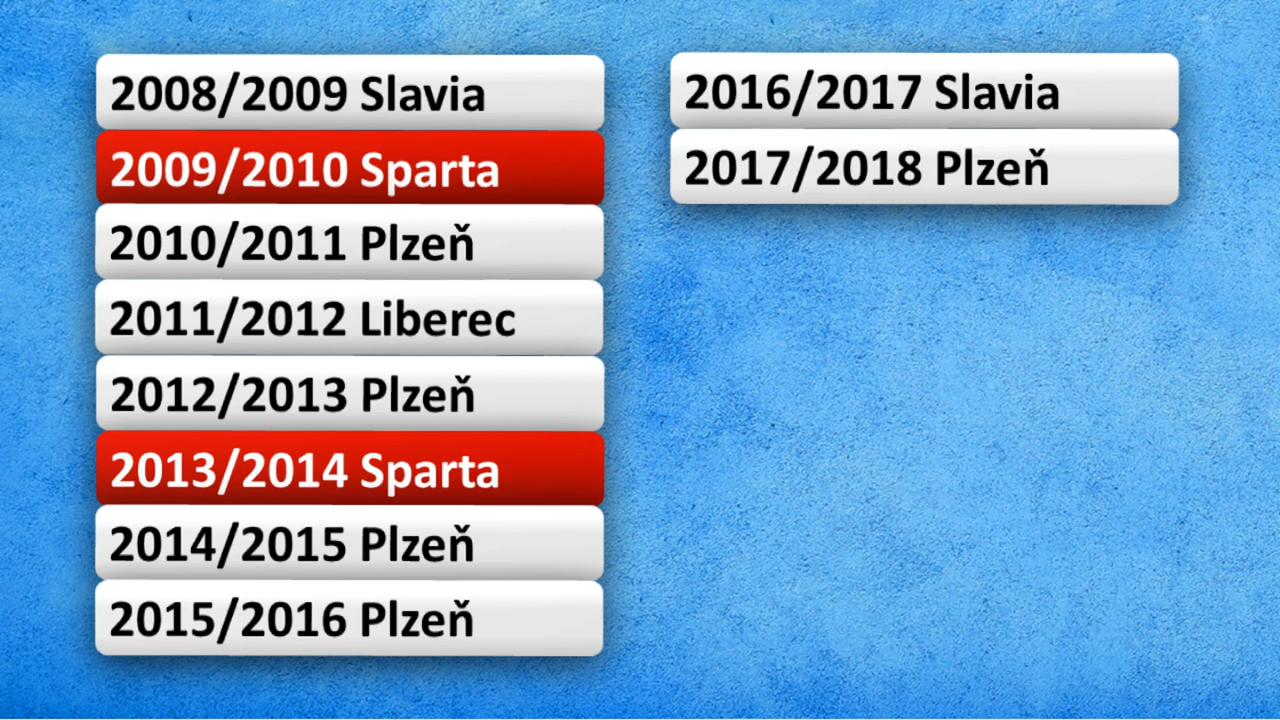 2008/2009 Slavia
2009/2010 Sparta
2010/2011 Plzeň
2011/2012 Liberec
2012/2013 Plzeň
2013/2014 Sparta
2014/2015 Plzeň
2015/2016 Plzeň
2016/2017 Slavia
2017/2018 Plzeň